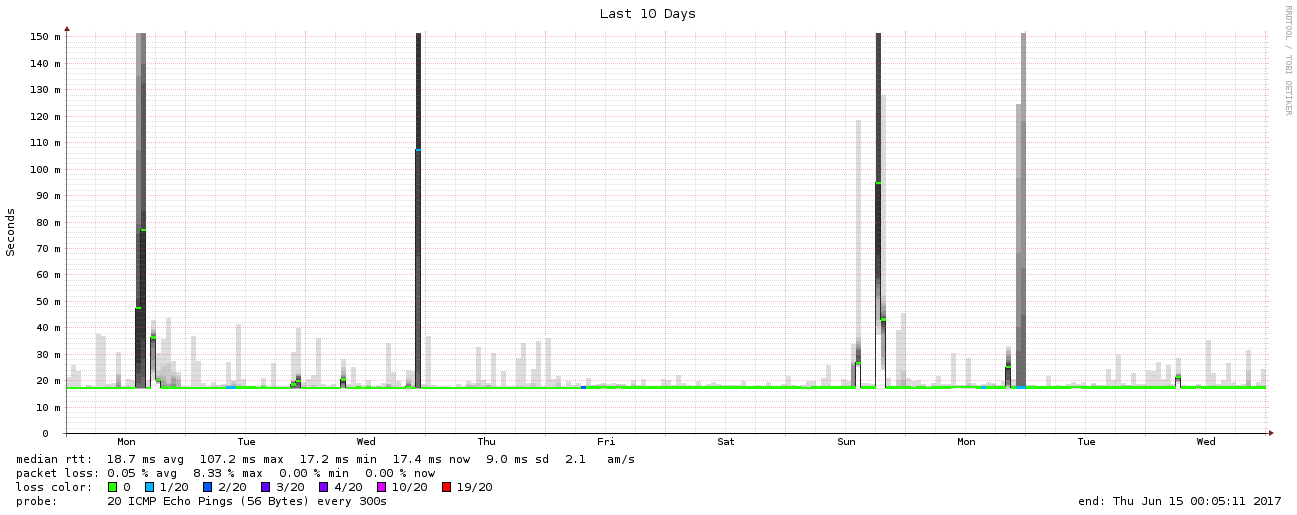 Last 10 Days
RRDTOOL / TOBI OETIKER
Seconds
150 m
140 m
130 m
120 m
110 m
100 m
90 m
80 m
70 m
60 m
50 m
40 m
30 m
20 m
10 m
0
Mon Tue Wed Thu Fri Sat Sun Mon Tue Wed
median rtt: 18.7 ms avg 107.2 ms max 17.2 ms min 17.4 ms now 9.0 ms sd 2.1 am/s
packet loss: 0.05 % avg 8.33 % max 0.00 % min 0.00 % now
loss color: 0 1/20 2/20 3/20 4/20 10/20 19/20
probe: 20 ICMP Echo Pings (56 Bytes) every 300s end: Thu Jun 15 00:05:11 2017